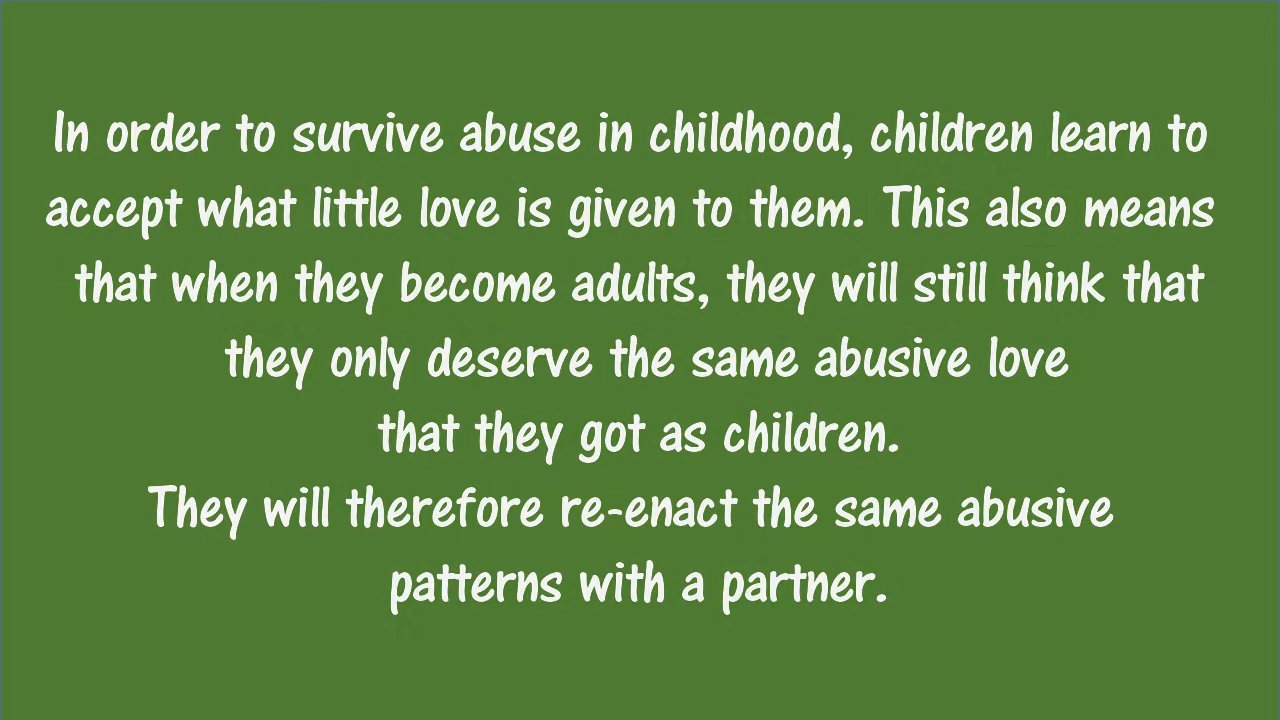 In order to survive abuse in childhood, children learn to
accept what little love is given to them. This also means
that when they become adults, they will still think that
they only deserve the same abusive love
that they got as children.
They will therefore re-enact the same abusive
patterns with a partner.